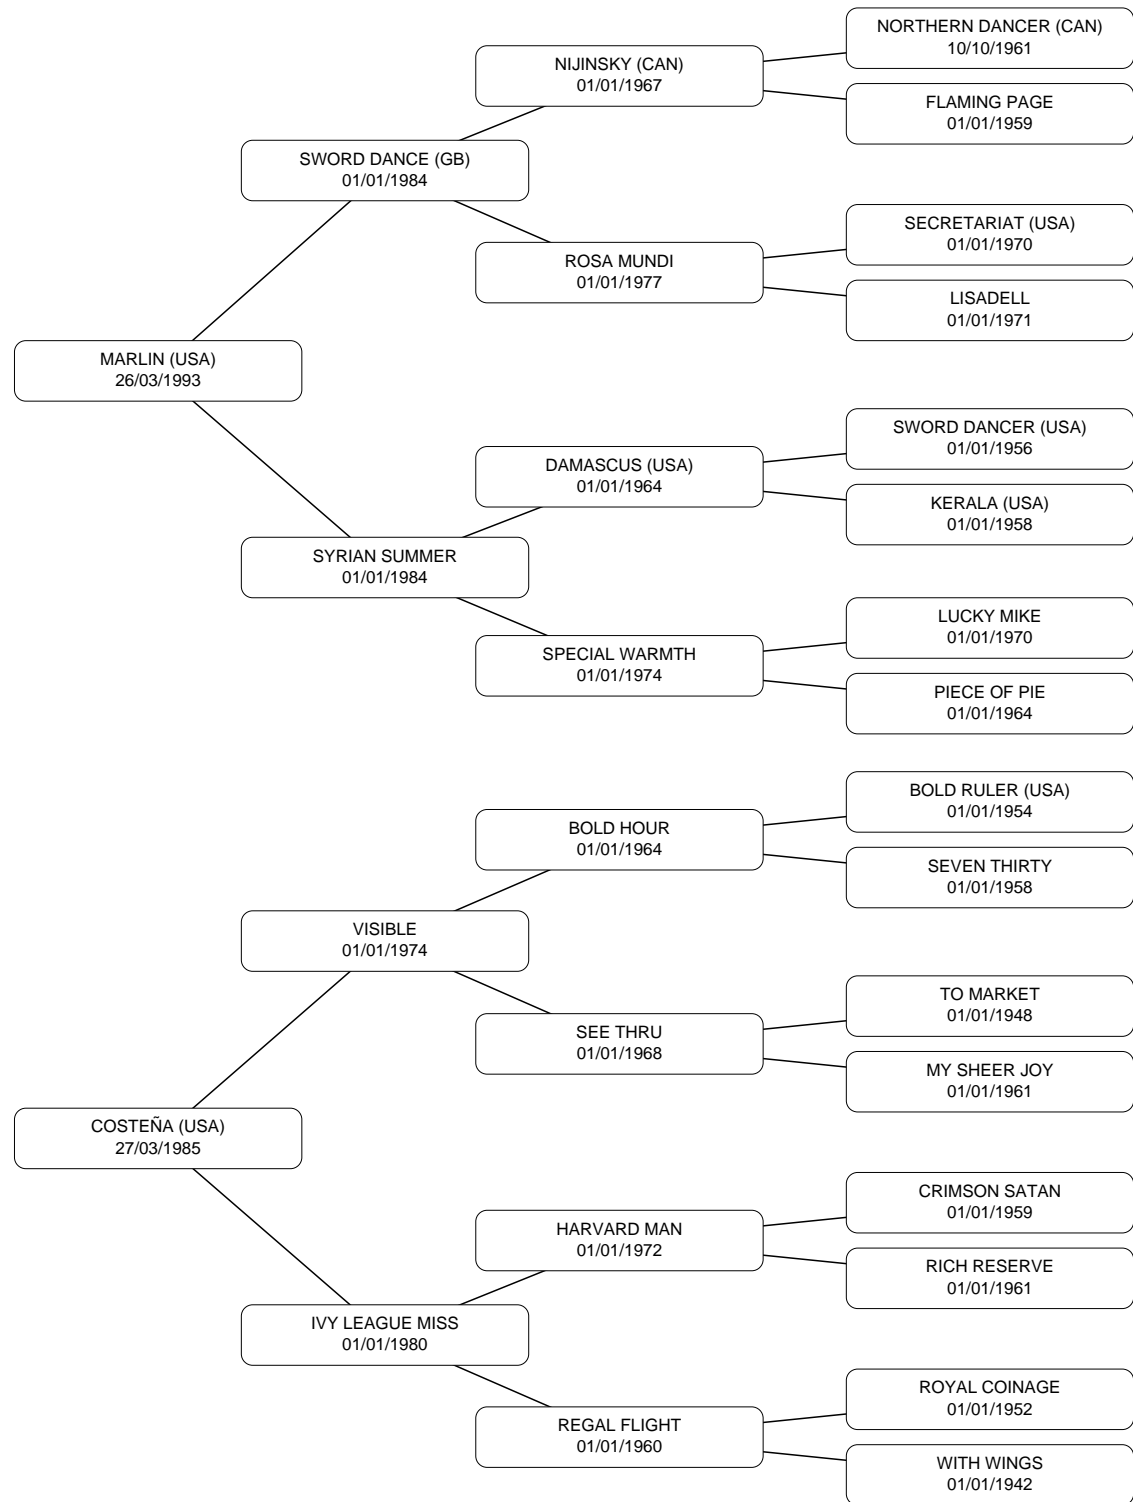 NORTHERN DANCER (CAN)
10/10/1961
NIJINSKY (CAN)
01/01/1967
FLAMING PAGE
01/01/1959
SWORD DANCE (GB)
01/01/1984
SECRETARIAT (USA)
01/01/1970
ROSA MUNDI
01/01/1977
LISADELL
01/01/1971
MARLIN (USA)
26/03/1993
SWORD DANCER (USA)
01/01/1956
DAMASCUS (USA)
01/01/1964
KERALA (USA)
01/01/1958
SYRIAN SUMMER
01/01/1984
LUCKY MIKE
01/01/1970
SPECIAL WARMTH
01/01/1974
PIECE OF PIE
01/01/1964
BOLD RULER (USA)
01/01/1954
BOLD HOUR
01/01/1964
SEVEN THIRTY
01/01/1958
VISIBLE
01/01/1974
TO MARKET
01/01/1948
SEE THRU
01/01/1968
MY SHEER JOY
01/01/1961
COSTEÑA (USA)
27/03/1985
CRIMSON SATAN
01/01/1959
HARVARD MAN
01/01/1972
RICH RESERVE
01/01/1961
IVY LEAGUE MISS
01/01/1980
ROYAL COINAGE
01/01/1952
REGAL FLIGHT
01/01/1960
WITH WINGS
01/01/1942